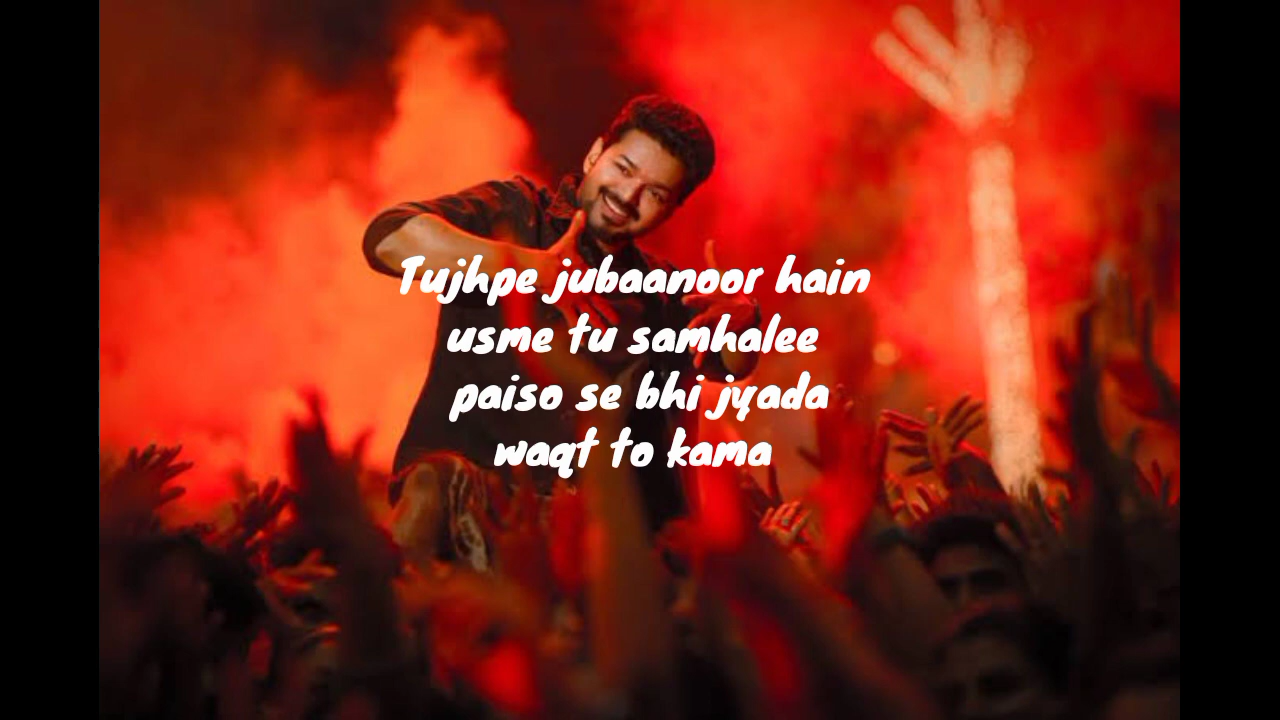 Tujhpe jubaanoor hain
usme tu samhalee
paiso se bhi jyada
waqt to kama